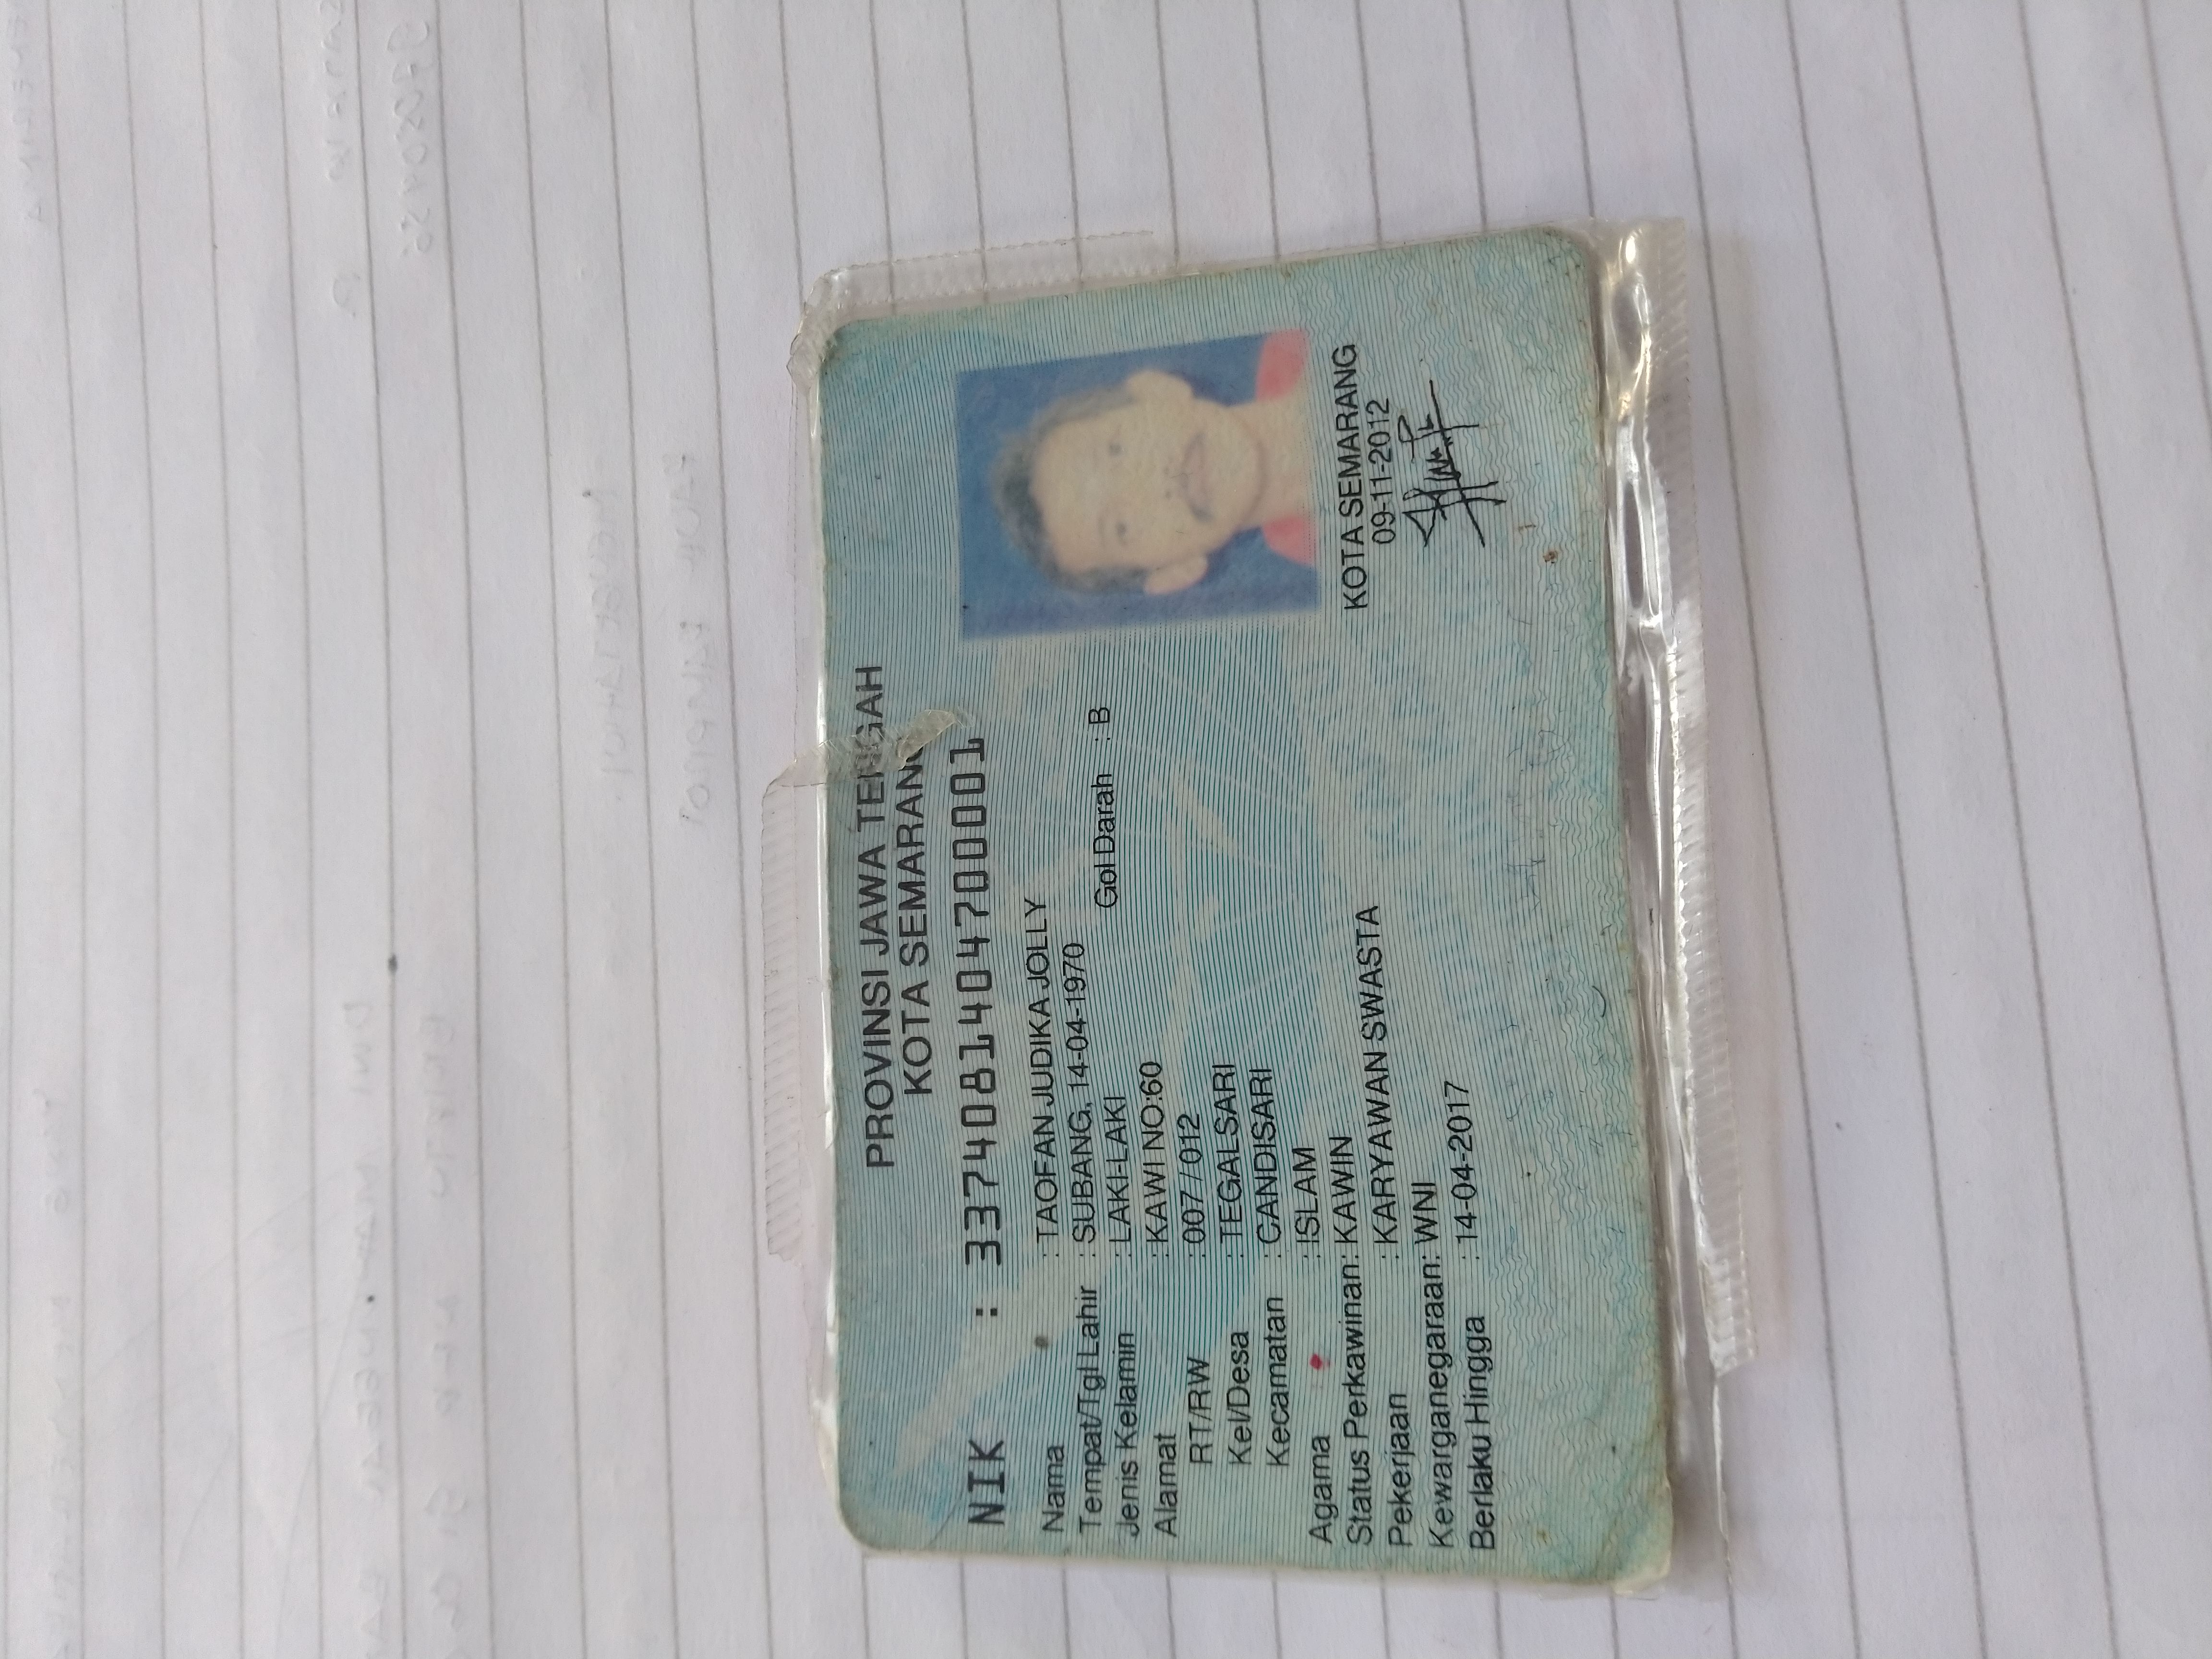 PROVINSI JAWA TENGAH
KOTA SEMARANG
NIK : 3374081404700001
Nama : TAOFAN JUDIKA JOLLY
Tempat/Tgl Lahir : SUBANG, 14-04-1970
Jenis Kelamin : LAKI-LAKI Gol Darah : B
Alamat : KAWI NO:60
RT/RW : 007 / 012
Kel/Desa : TEGALSARI
Kecamatan : CANDISARI
Agama : ISLAM
Status Perkawinan: KAWIN
Pekerjaan : KARYAWAN SWASTA
Kewarganegaraan: WNI
Berlaku Hingga : 14-04-2017
KOTA SEMARANG
09-11-2012